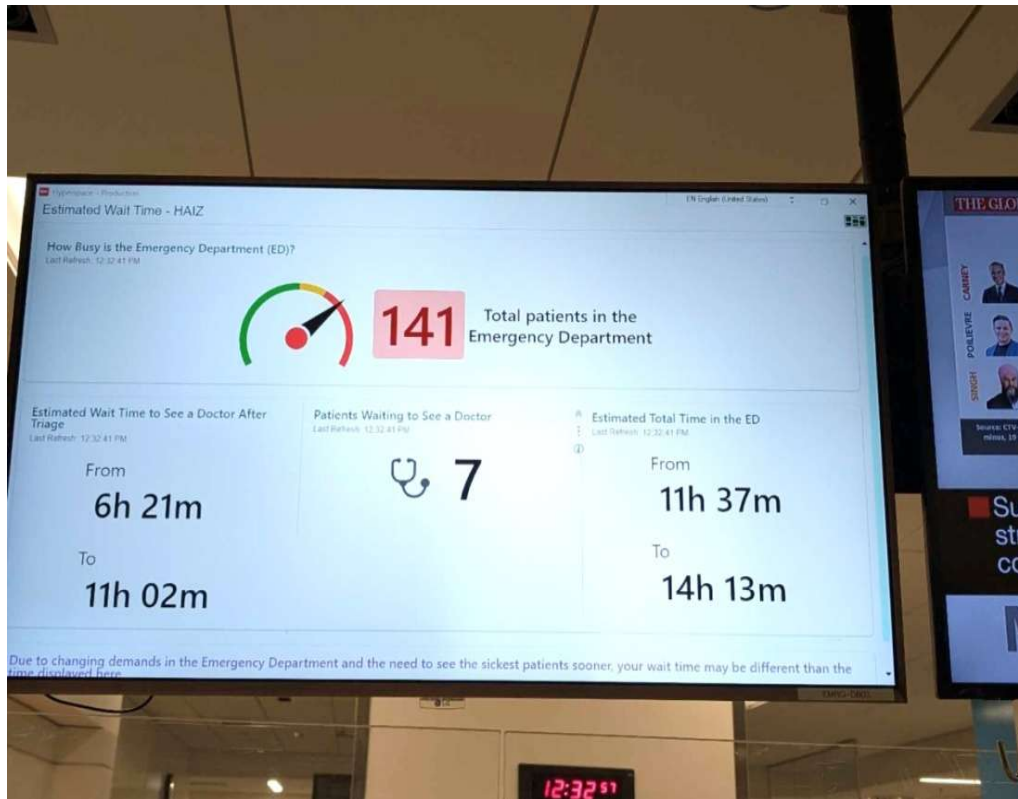 Hyperspace - Production
EN English (United States)
Estimated Wait Time - HAIZ
How Busy is the Emergency Department (ED)?
Last Refresh: 12:32:41 PM
141
Total patients in the
Emergency Department
Estimated Wait Time to See a Doctor After
Triage
Last Refresh: 12:32:41 PM
From
6h 21m
To
11h 02m
Patients Waiting to See a Doctor
Last Refresh: 12:32:41 PM
7
Estimated Total Time in the ED
Last Refresh: 12:32:41 PM
From
11h 37m
To
14h 13m
Due to changing demands in the Emergency Department and the need to see the sickest patients sooner, your wait time may be different than the
time displayed here
12:32 57
THE GLO
CARNEY
POILIEVRE
SINGH
Source: CTV-
Su
st
co